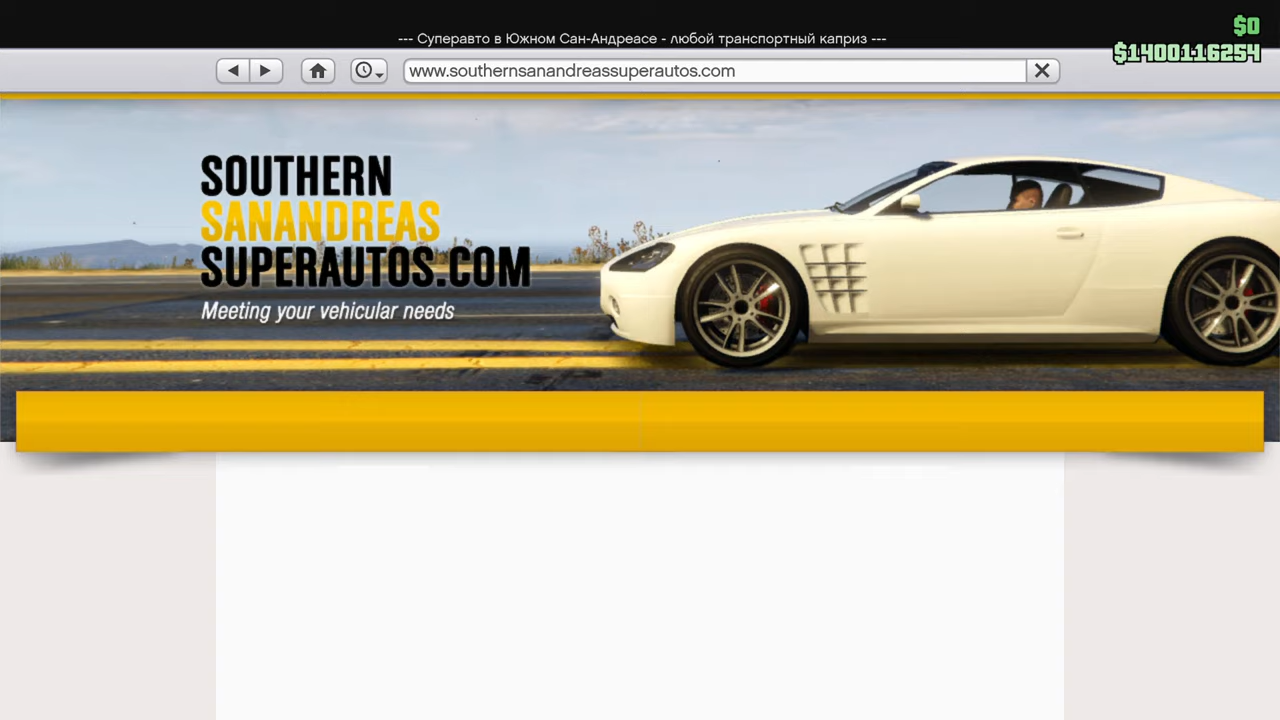 --- Суперавто в Южном Сан-Андреасе - любой транспортный каприз ---
$0
$1400116254
www.southernsanandreassuperautos.com
SOUTHERN
SANANDREAS
SUPERAUTOS.COM
Meeting your vehicular needs